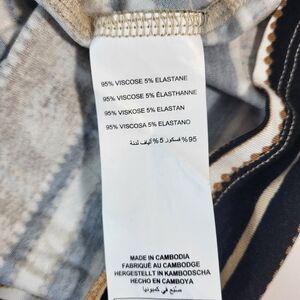 95% VISCOSE 5% ELASTANE
95% VISCOSE 5% ÉLASTHANNE
95% VISKOSE 5% ELASTAN
95% VISCOSA 5% ELASTANO
95% فسكوز 5% ألياف لدنة
MADE IN CAMBODIA
FABRIQUÉ AU CAMBODGE
HERGESTELLT IN KAMBODSCHA
HECHO EN CAMBOYA
صنع في كمبوديا